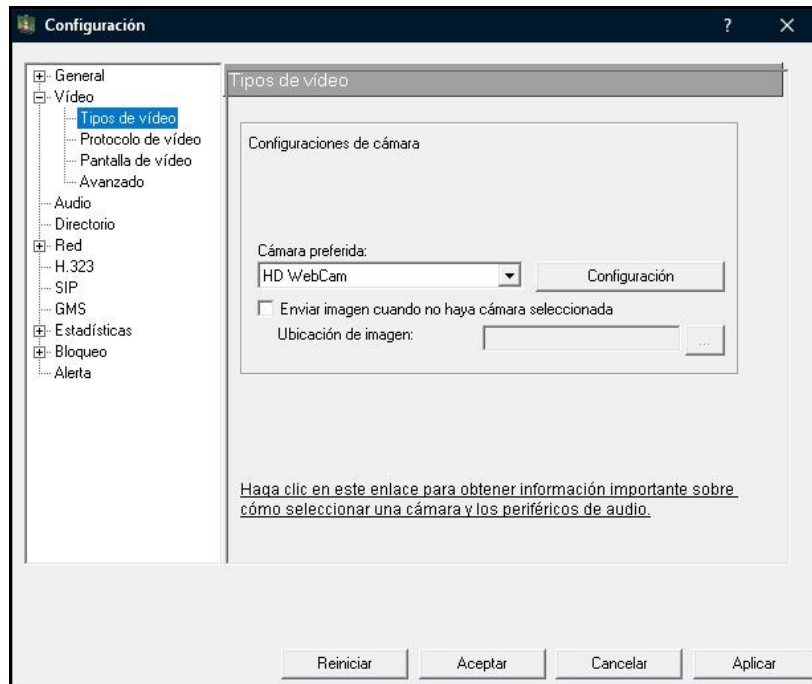 Configuración
General
Vídeo
Tipos de vídeo
Protocolo de vídeo
Pantalla de vídeo
Avanzado
Audio
Directorio
Red
H.323
SIP
GMS
Estadísticas
Bloqueo
Alerta
Tipos de vídeo
Configuraciones de cámara
Cámara preferida:
HD WebCam
Configuración
Enviar imagen cuando no haya cámara seleccionada
Ubicación de imagen:
...
Haga clic en este enlace para obtener información importante sobre
cómo seleccionar una cámara y los periféricos de audio.
Reiniciar Aceptar Cancelar Aplicar